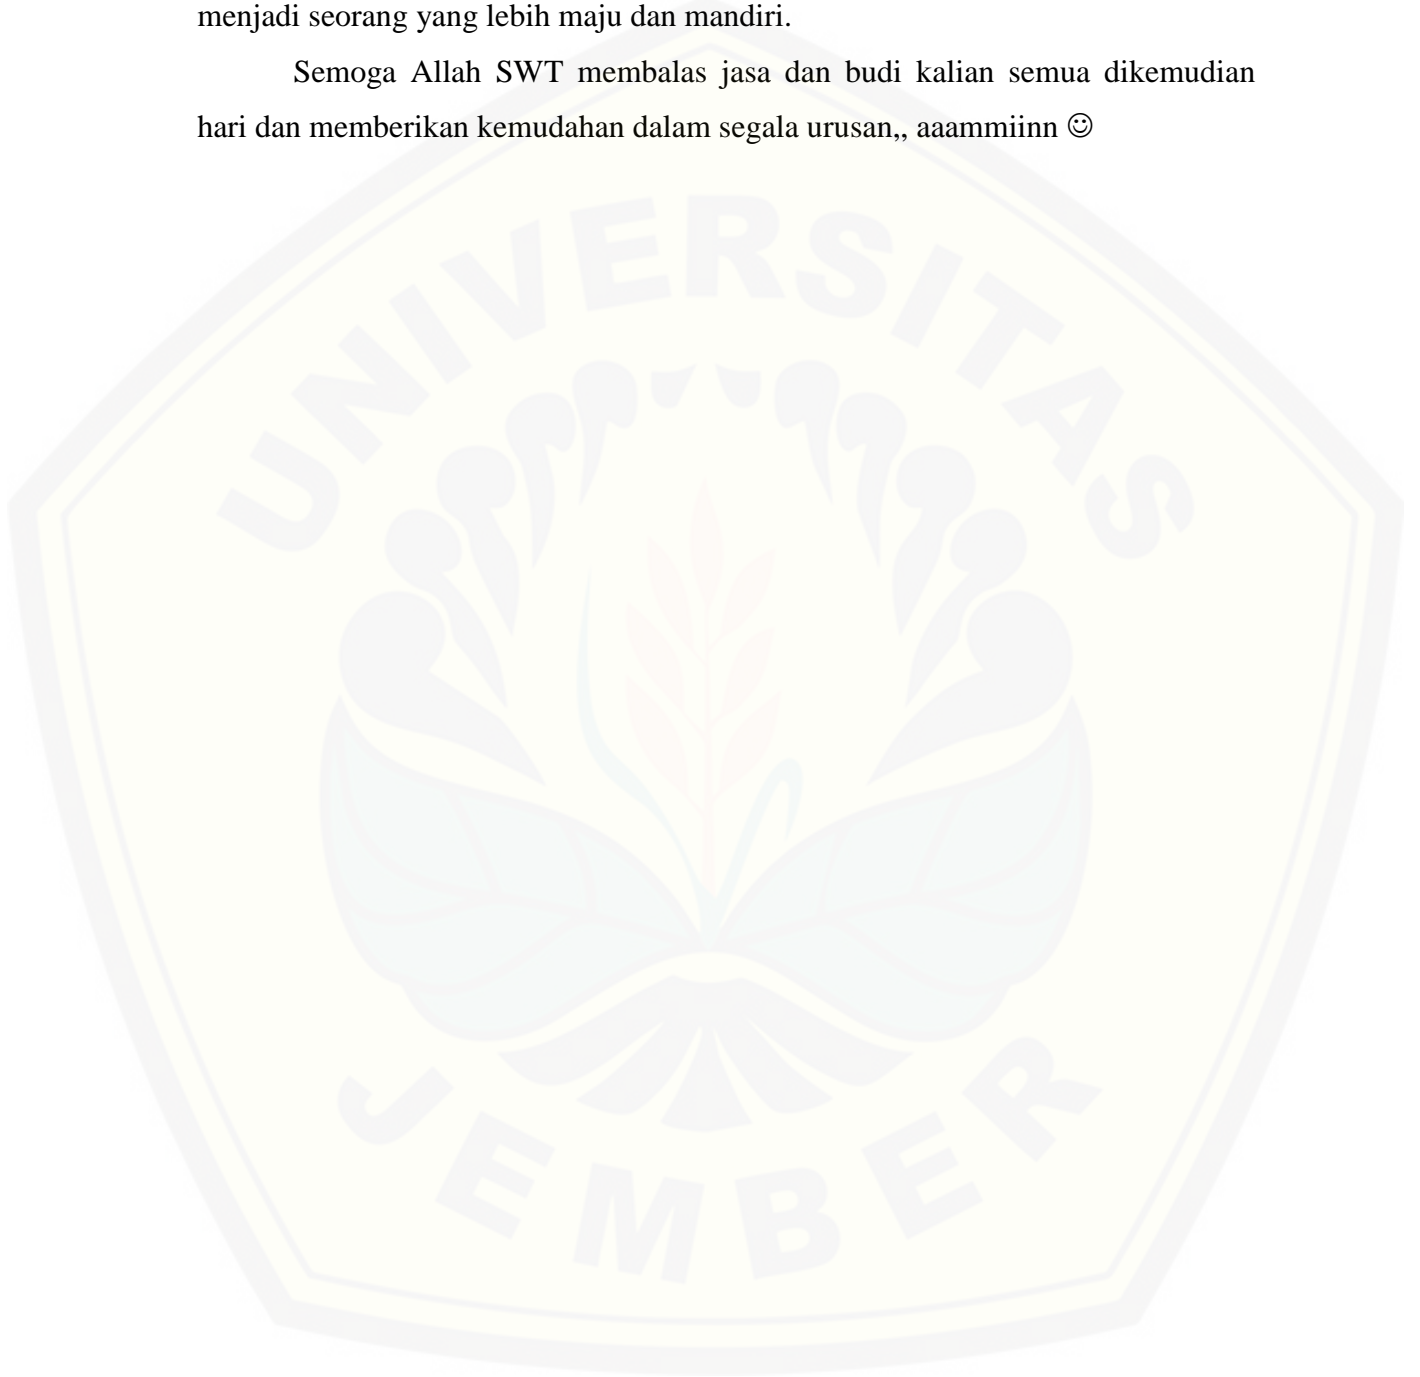 menjadi seorang yang lebih maju dan mandiri.
Semoga Allah SWT membalas jasa dan budi kalian semua dikemudian
hari dan memberikan kemudahan dalam segala urusan,, aaammiinn ☺
UNIVERSITAS
JEMBER